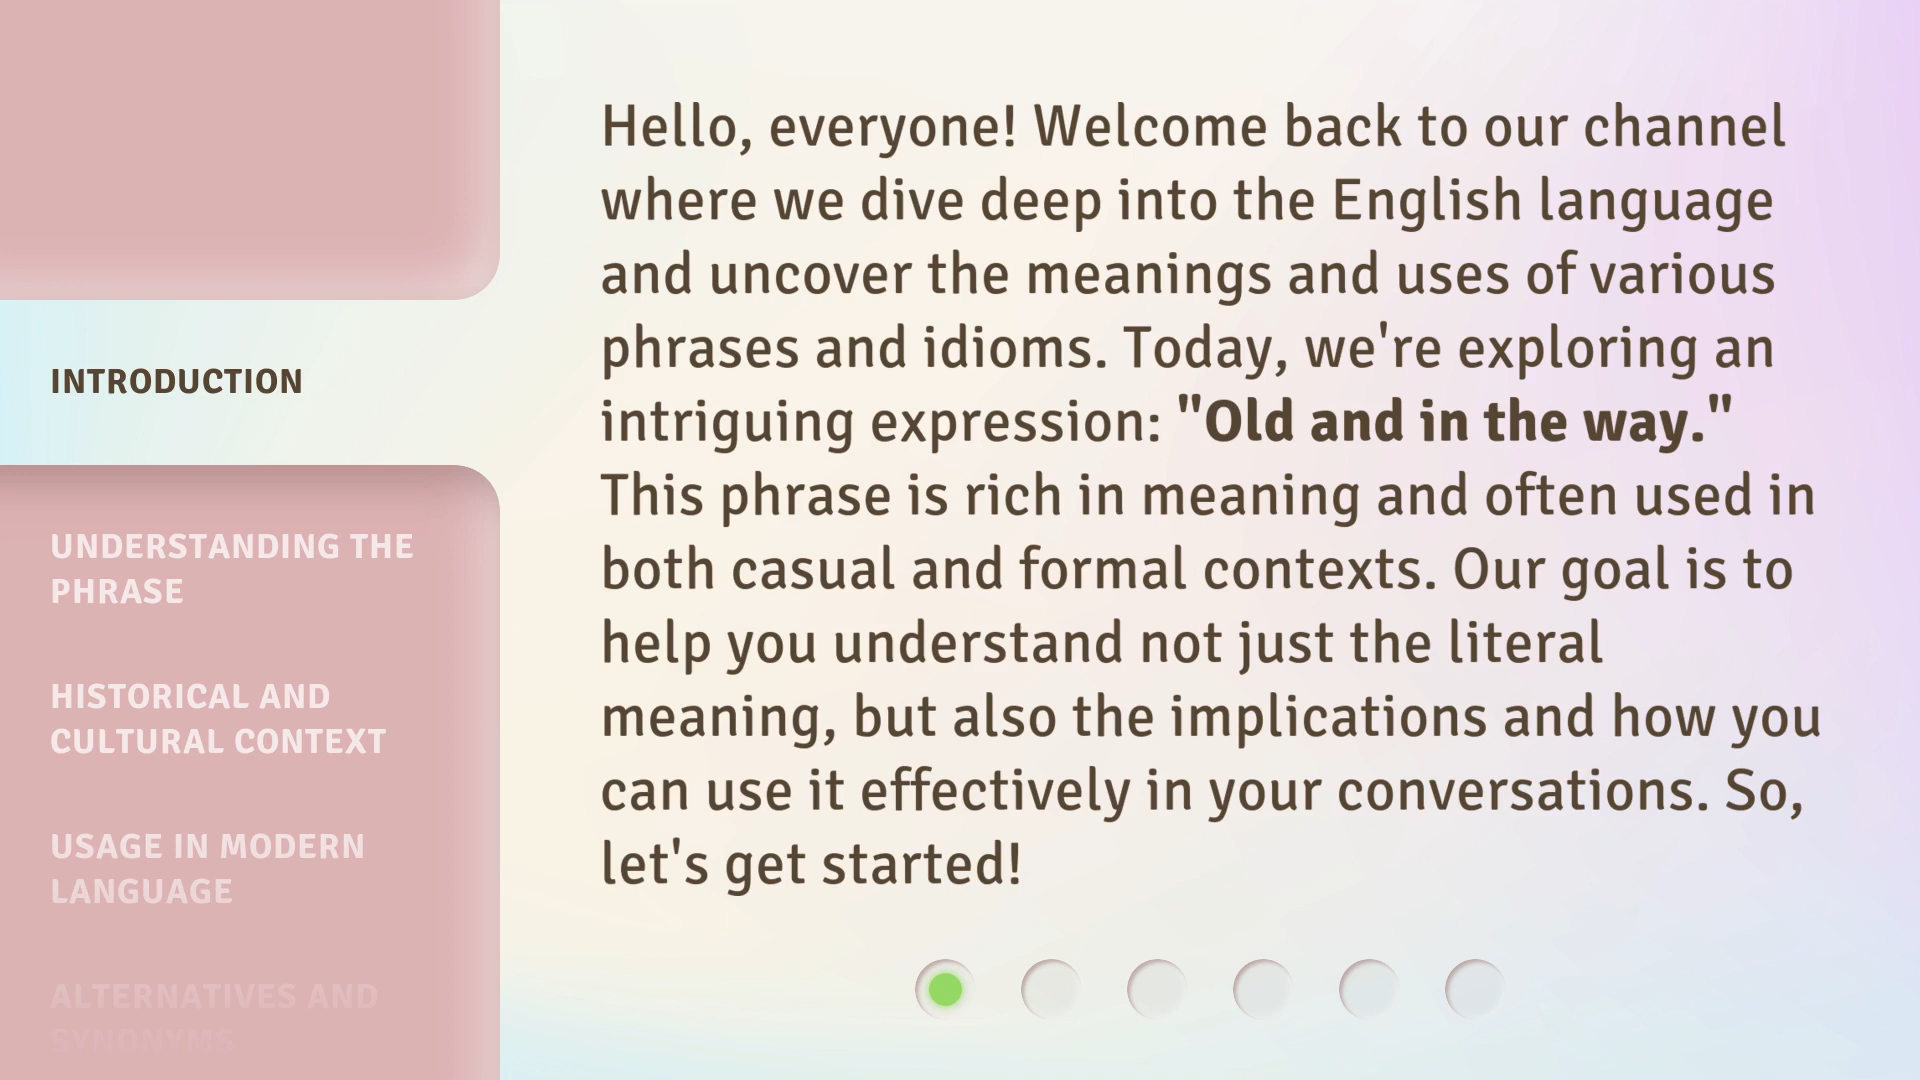 INTRODUCTION
UNDERSTANDING THE
PHRASE
HISTORICAL AND
CULTURAL CONTEXT
USAGE IN MODERN
LANGUAGE
ALTERNATIVES AND
SYNONYMS
Hello, everyone! Welcome back to our channel
where we dive deep into the English language
and uncover the meanings and uses of various
phrases and idioms. Today, we're exploring an
intriguing expression: "Old and in the way."
This phrase is rich in meaning and often used in
both casual and formal contexts. Our goal is to
help you understand not just the literal
meaning, but also the implications and how you
can use it effectively in your conversations. So,
let's get started!